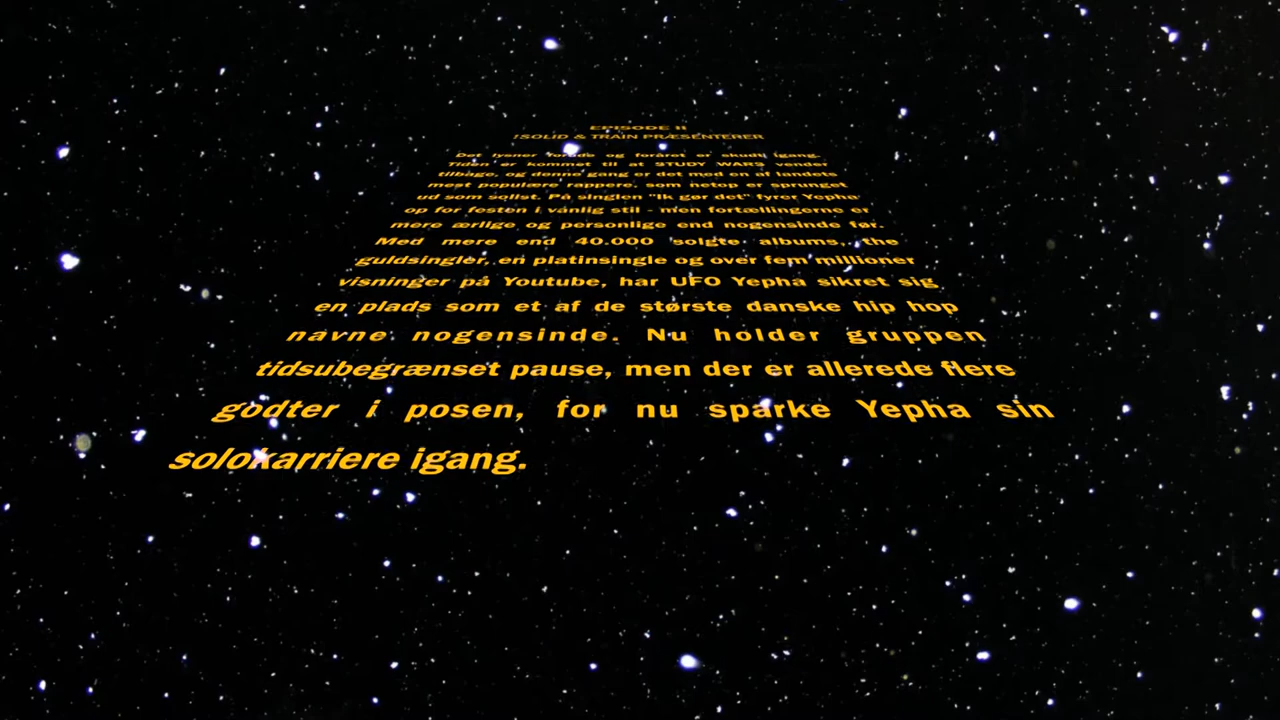 EPISODE II
!SOLID & TRAIN PRÆSENTERER
Det lysner forude og foråret er skudt igang.
Tiden er kommet til at STUDY WARS vender
tilbage, og denne gang er det med en af landets
mest populære rappere, som netop er sprunget
ud som solist. På singlen "Ik gør det" fyrer Yepha
op for festen i vanlig stil - men fortællingerne er
mere ærlige og personlige end nogensinde før.
Med mere end 40.000 solgte albums, the
guldsingler, en platinsingle og over fem millioner
visninger på Youtube, har UFO Yepha sikret sig
en plads som et af de største danske hip hop
navne nogensinde. Nu holder gruppen
tidsubegrænset pause, men der er allerede flere
godter i posen, for nu sparke Yepha sin
solokarriere igang.